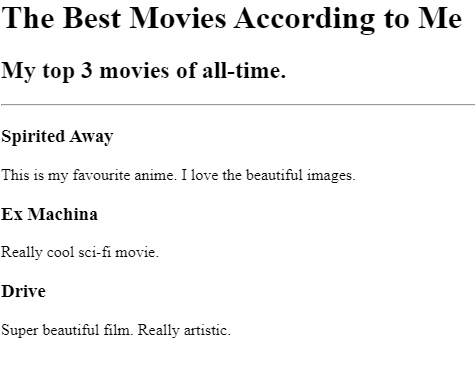 The Best Movies According to Me
My top 3 movies of all-time.
Spirited Away
This is my favourite anime. I love the beautiful images.
Ex Machina
Really cool sci-fi movie.
Drive
Super beautiful film. Really artistic.